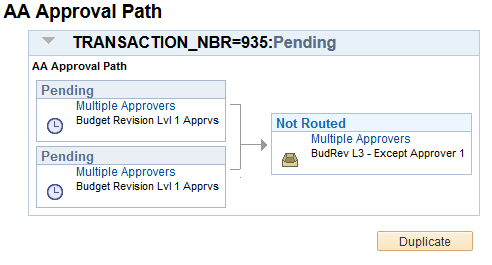 AA Approval Path
TRANSACTION_NBR=935:Pending
AA Approval Path
Pending
Multiple Approvers
Budget Revision Lvl 1 Apprvs
Pending
Multiple Approvers
Budget Revision Lvl 1 Apprvs
Not Routed
Multiple Approvers
BudRev L3 - Except Approver 1
Duplicate